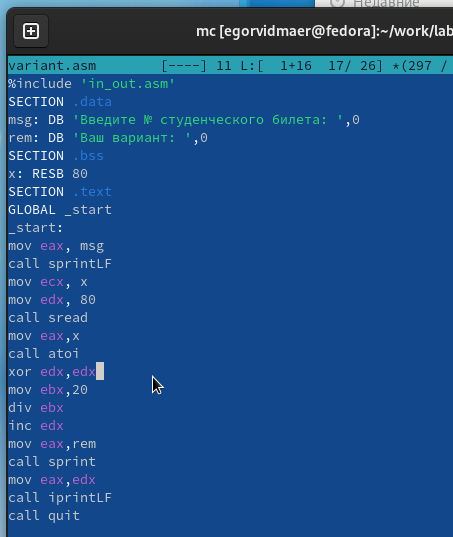 Недавние
mc [egorvidmaer@fedora]:~/work/lab
variant.asm [----] 11 L:[ 1+16 17/ 26] *(297 /
%include 'in_out.asm'
SECTION .data
msg: DB 'Введите № студенческого билета: ',0
rem: DB 'Ваш вариант: ',0
SECTION .bss
x: RESB 80
SECTION .text
GLOBAL _start
_start:
mov eax, msg
call sprintLF
mov ecx, x
mov edx, 80
call sread
mov eax,x
call atoi
xor edx,edx
mov ebx,20
div ebx
inc edx
mov eax,rem
call sprint
mov eax,edx
call iprintLF
call quit